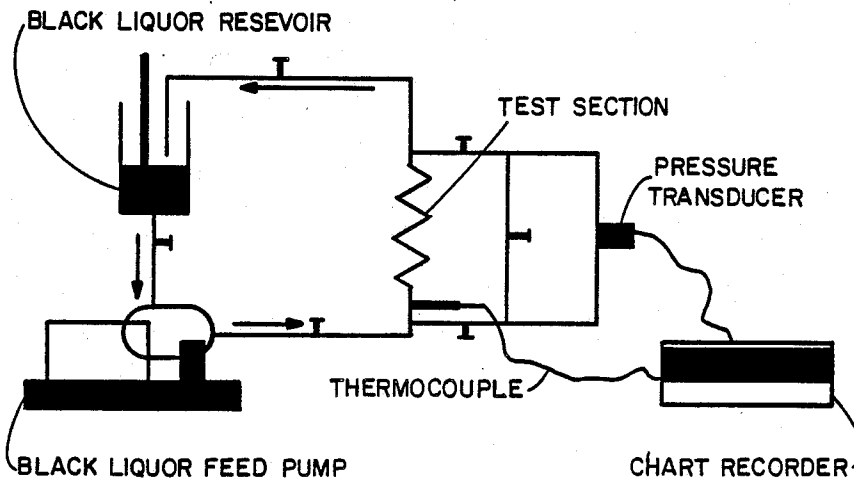 BLACK LIQUOR RESEVOIR
TEST SECTION
PRESSURE
TRANSDUCER
THERMOCOUPLE
BLACK LIQUOR FEED PUMP
CHART RECORDER